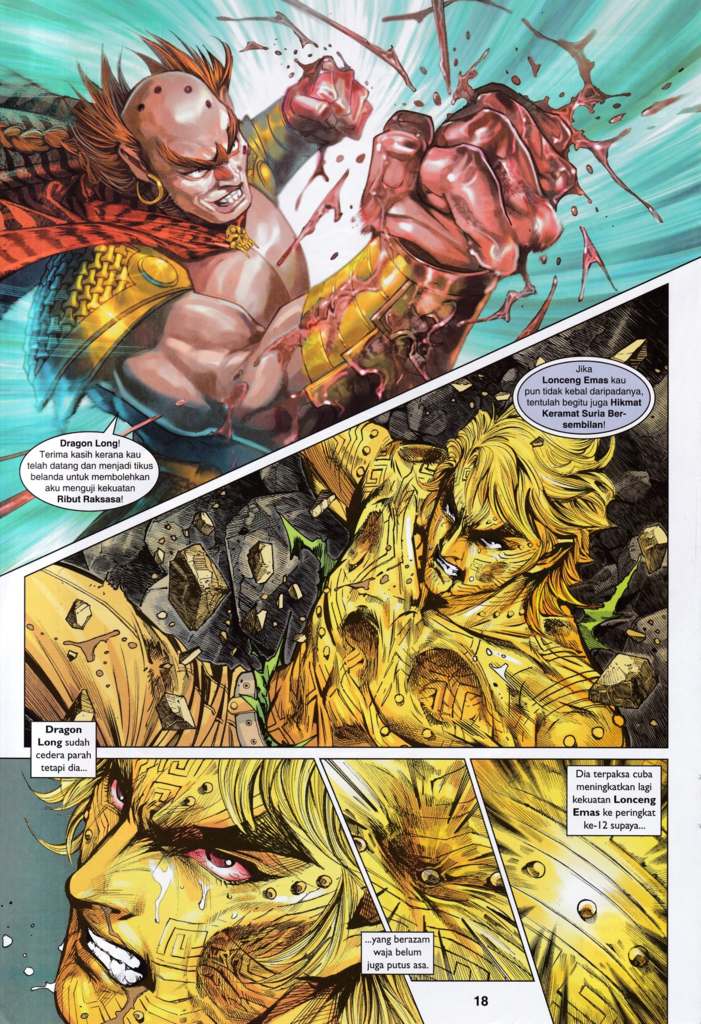 Dragon Long!
Terima kasih kerana kau
telah datang dan menjadi tikus
belanda untuk membolehkan
aku menguji kekuatan
Ribut Raksasa!
Jika
Lonceng Emas kau
pun tidak kebal daripadanya,
tentulah begitu juga Hikmat
Keramat Suria Ber-
sembilan!
Dragon
Long sudah
cedera parah
tetapi dia...
Dia terpaksa cuba
meningkatkan lagi
kekuatan Lonceng
Emas ke peringkat
ke-12 supaya...
...yang berazam
waja belum
juga putus asa.
18